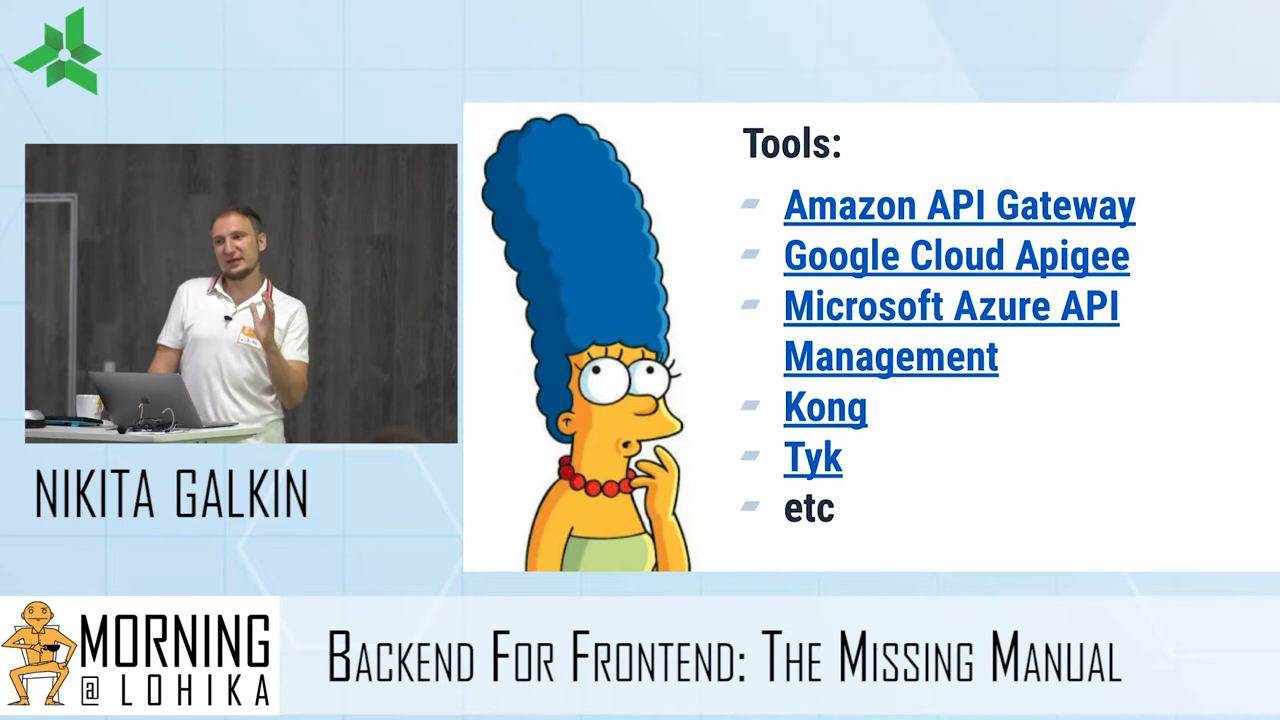 Tools:
Amazon API Gateway
Google Cloud Apigee
Microsoft Azure API
Management
Kong
Tyk
etc
NIKITA GALKIN
MORNING
@LOHIKA
BACKEND FOR FRONTEND: THE MISSING MANUAL